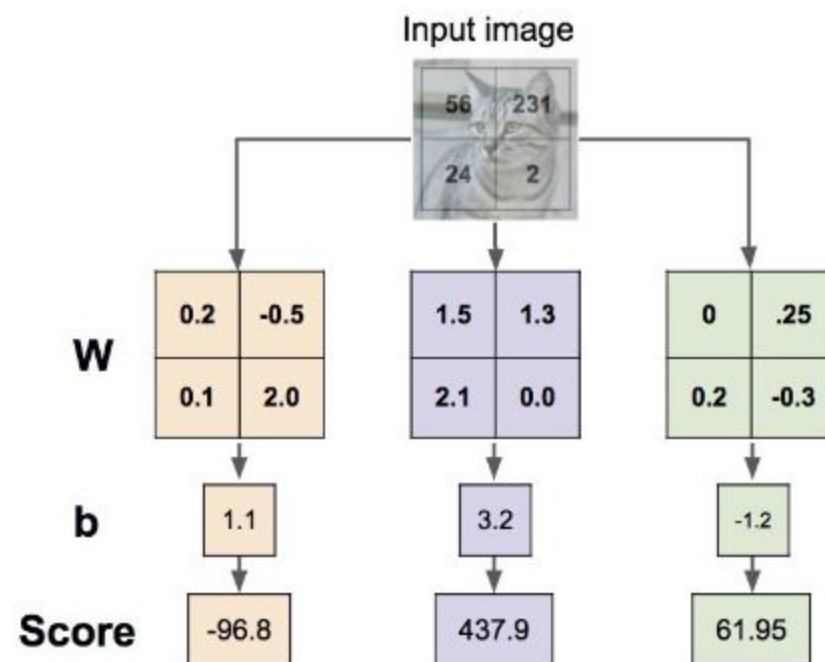 Input image
56 231
24 2
W
0.2 -0.5 1.5 1.3 0 .25
0.1 2.0 2.1 0.0 0.2 -0.3
b 1.1 3.2 -1.2
Score -96.8 437.9 61.95